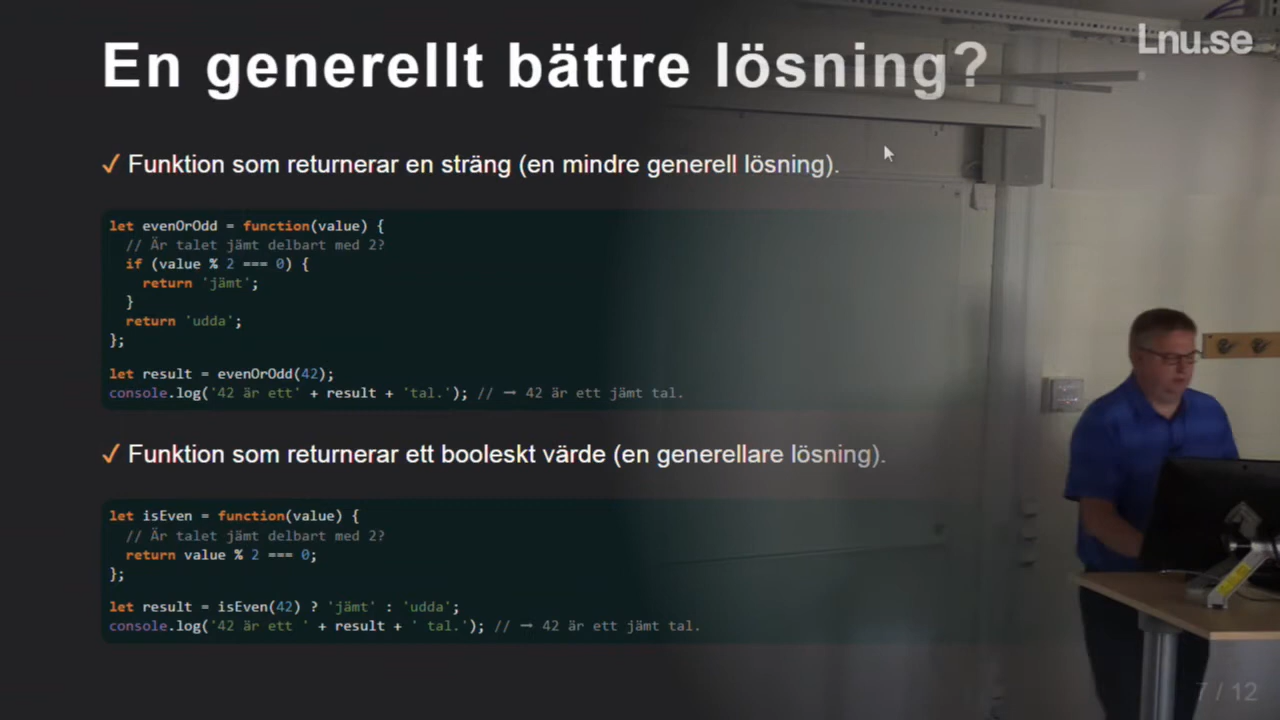 En generellt bättre lösning?
Lnu.se
✓ Funktion som returnerar en sträng (en mindre generell lösning).
let evenOrOdd = function(value) {
// Är talet jämt delbart med 2?
if (value % 2 === 0) {
return 'jämt';
}
return 'udda';
};
let result = evenOrOdd(42);
console.log('42 är ett' + result + 'tal.'); // → 42 är ett jämt tal.
✓ Funktion som returnerar ett booleskt värde (en generellare lösning).
let isEven = function(value) {
// Är talet jämt delbart med 2?
return value % 2 === 0;
};
let result = isEven(42) ? 'jämt' : 'udda';
console.log('42 är ett ' + result + ' tal.'); // → 42 är ett jämt tal.
7 / 12